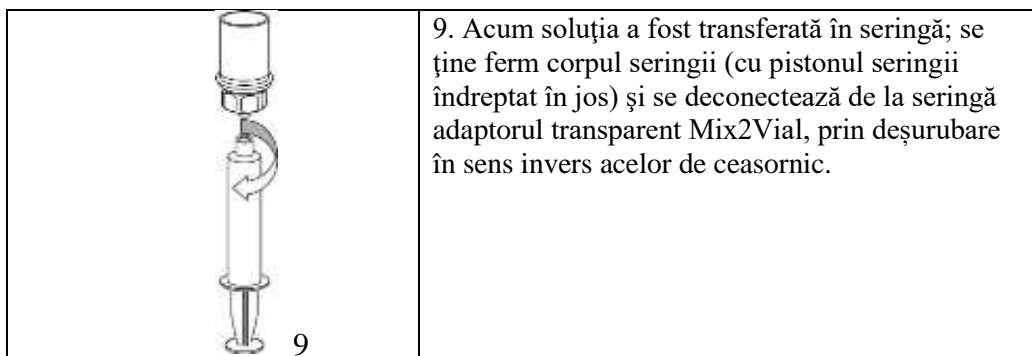 9. Acum soluţia a fost transferată în seringă; se
ţine ferm corpul seringii (cu pistonul seringii
îndreptat în jos) şi se deconectează de la seringă
adaptorul transparent Mix2Vial, prin deșurubare
în sens invers acelor de ceasornic.
9